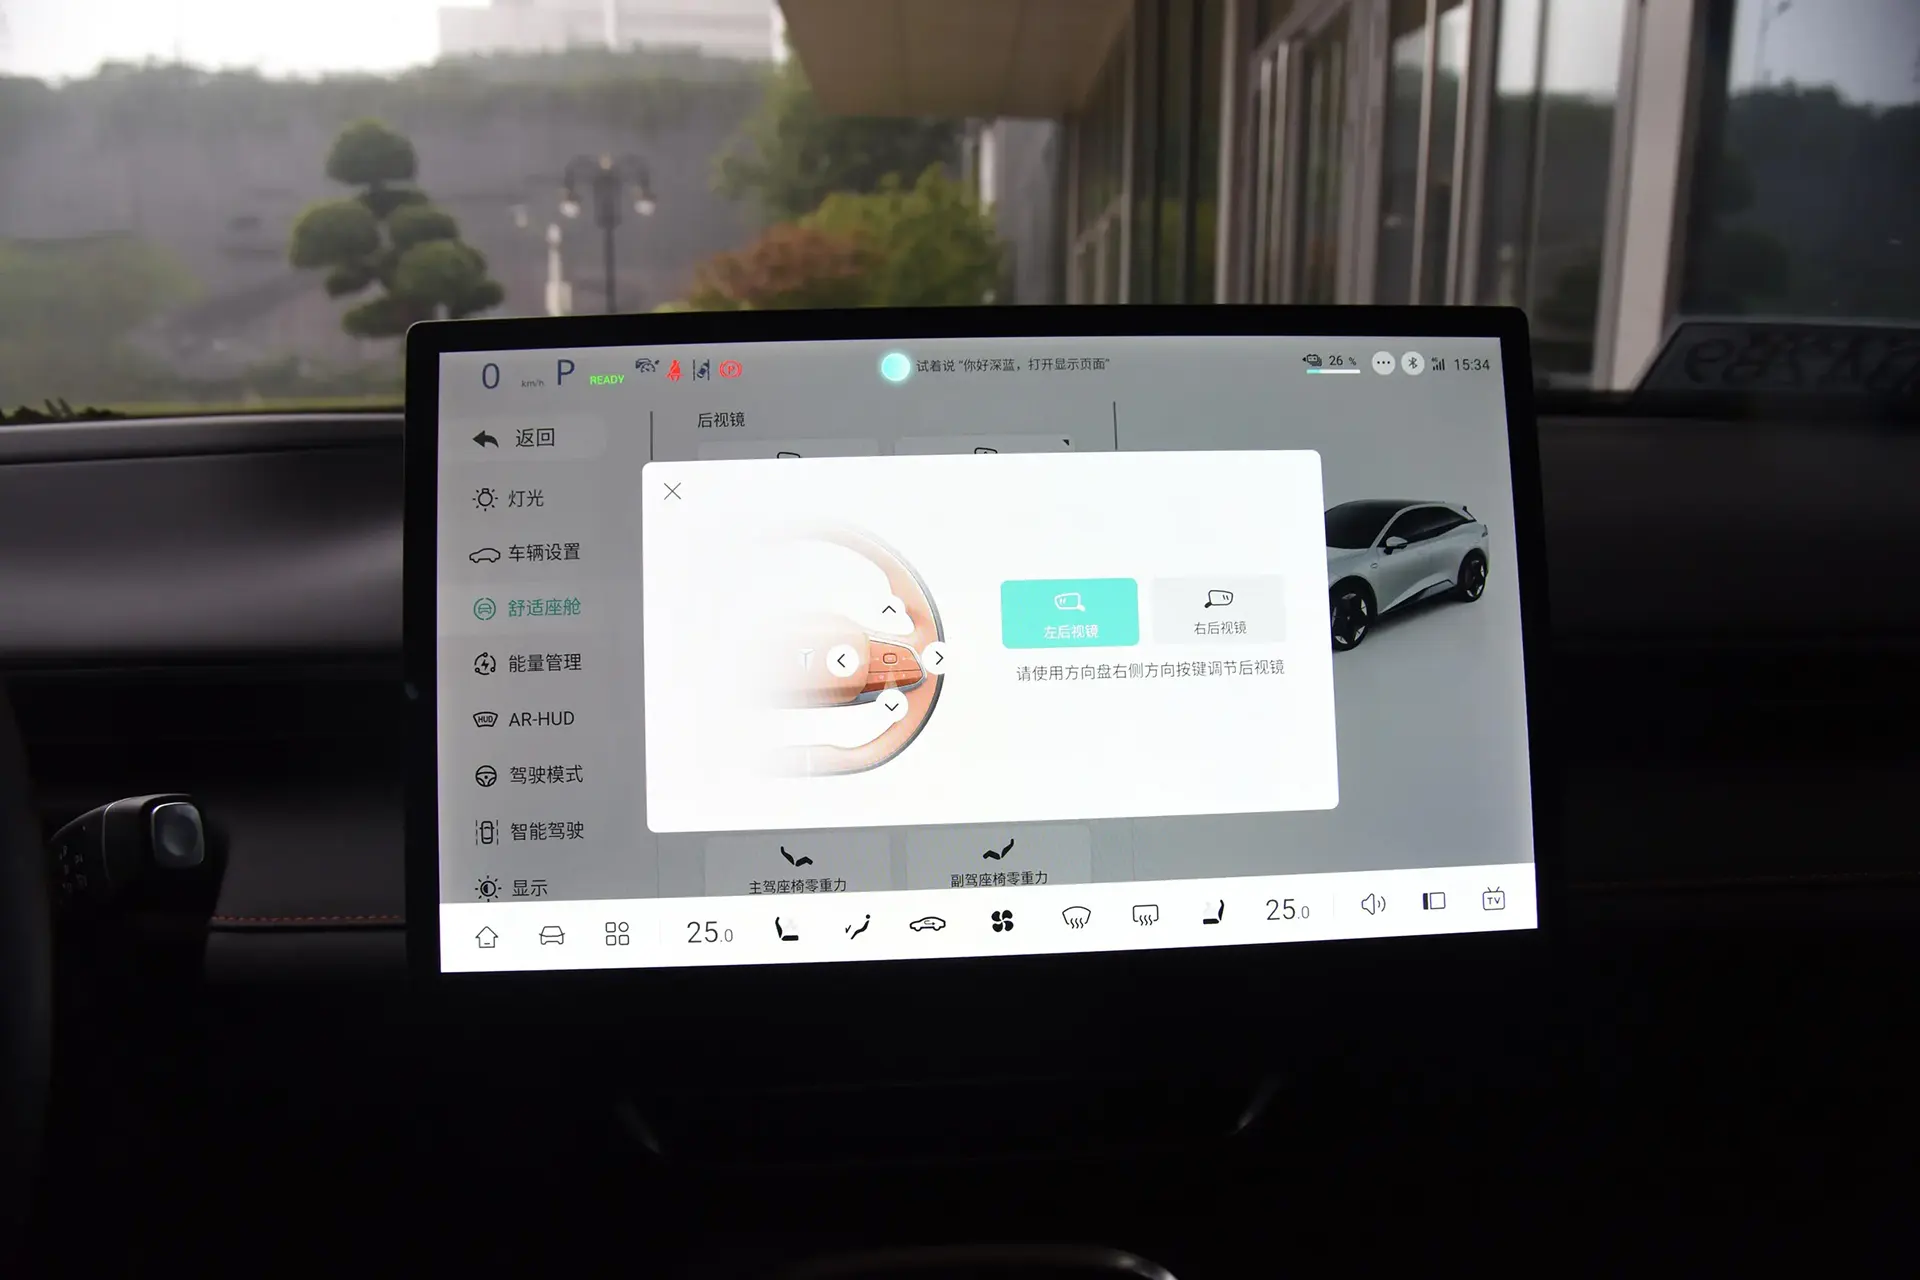 0 km/h P READY
试着说 "你好深蓝，打开显示页面"
26 %
15:34
返回
后视镜
灯光
车辆设置
舒适座舱
能量管理
HUD AR-HUD
驾驶模式
智能驾驶
显示
左后视镜
右后视镜
请使用方向盘右侧方向按键调节后视镜
主驾座椅零重力
副驾座椅零重力
25.0
25.0
TV